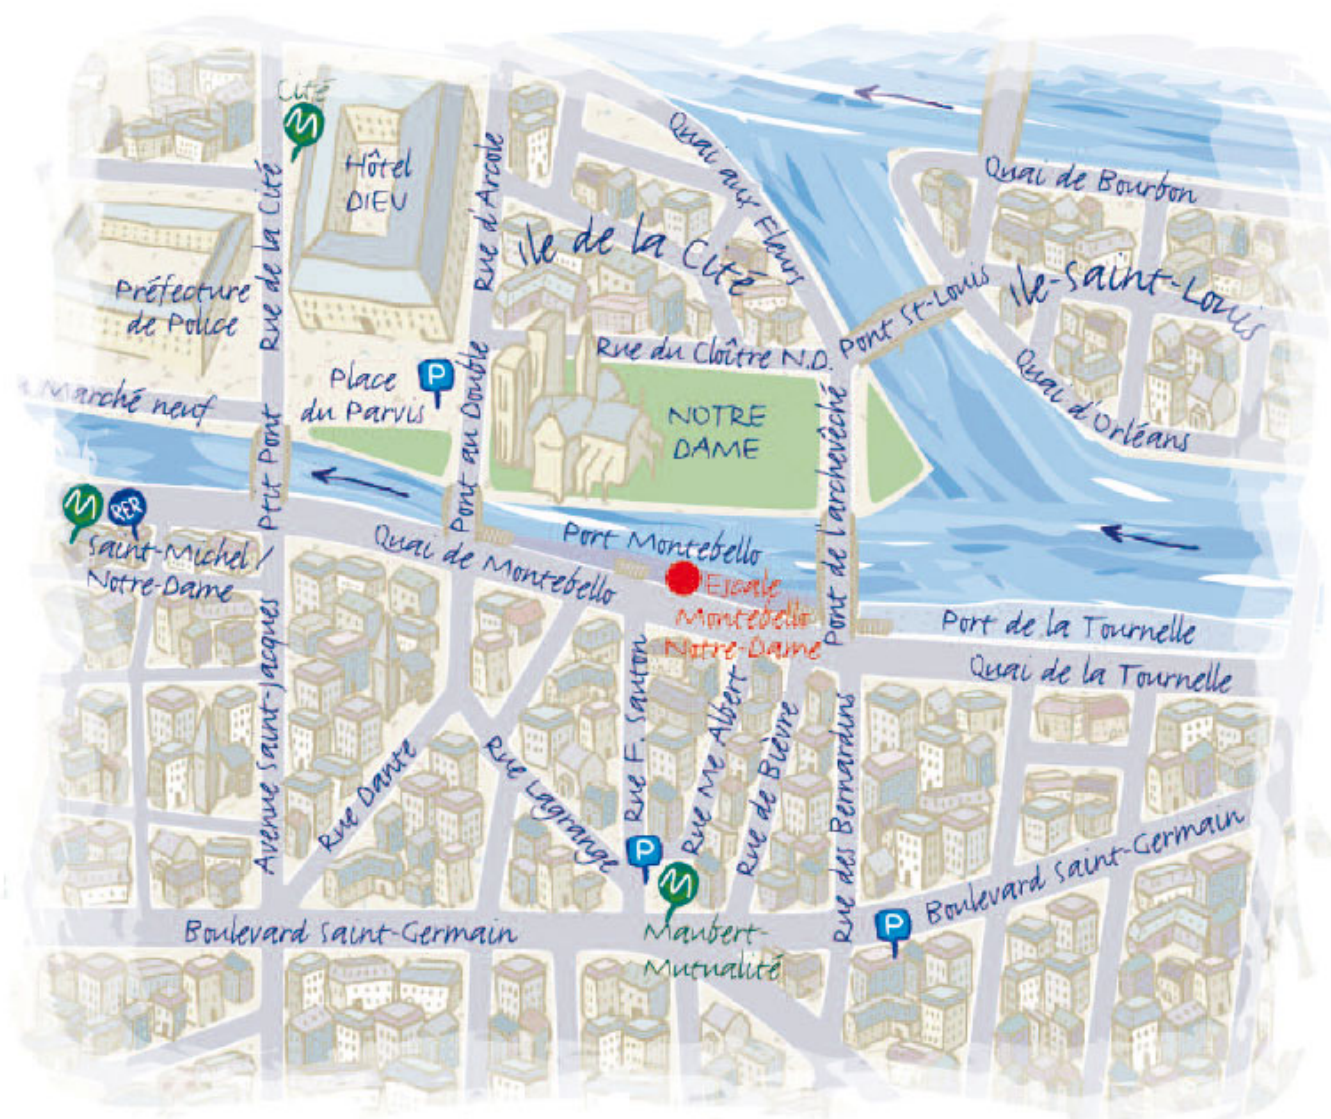 Cité
M
Hôtel
DIEU
Rue de la Cité
Rue d'Arcole
Quai aux Fleurs
Quai de Bourbon
Ile de la Cité
Ile-Saint-Louis
Préfecture
de Police
Pont St-Louis
Rue du Cloître N.D.
Place
du Parvis
P
Marché neuf
NOTRE
DAME
Quai d'Orléans
Ptit Pont
Pont au Double
Pont de l'archevêché
M
RER
Saint-Michel/
Notre-Dame
Quai de Montebello
Port Montebello
Escale
Montebello
Notre-Dame
Port de la Tournelle
Quai de la Tournelle
Avenue Saint-Jacques
Rue Dante
Rue Lagrange
Rue F. Sauton
Rue Me Albert
Rue de Bièvre
Rue des Bernardins
P
M
Maubert-
Mutualité
Boulevard Saint-Germain
P
Boulevard Saint-Germain